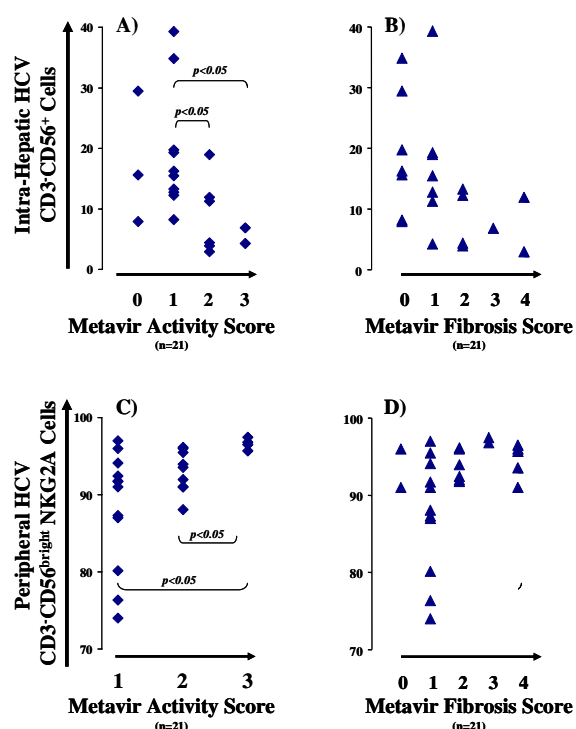 A)
B)
Intra-Hepatic HCV
CD3-CD56+ Cells
40
30
20
10
0
p<0.05
p<0.05
0 1 2 3
Metavir Activity Score
(n=21)
40
30
20
10
0
0 1 2 3 4
Metavir Fibrosis Score
(n=21)
C)
D)
Peripheral HCV
CD3-CD56bright NKG2A Cells
100
90
80
70
p<0.05
p<0.05
1 2 3
Metavir Activity Score
(n=21)
100
90
80
70
0 1 2 3 4
Metavir Fibrosis Score
(n=21)